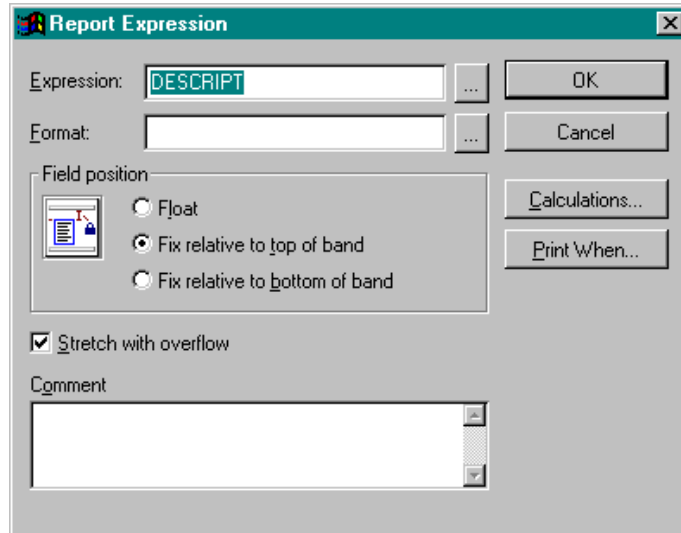 Report Expression
Expression: DESCRIPT ... OK
Format: ... Cancel
Field position
Float
Fix relative to top of band
Fix relative to bottom of band
Calculations...
Print When...
Stretch with overflow
Comment